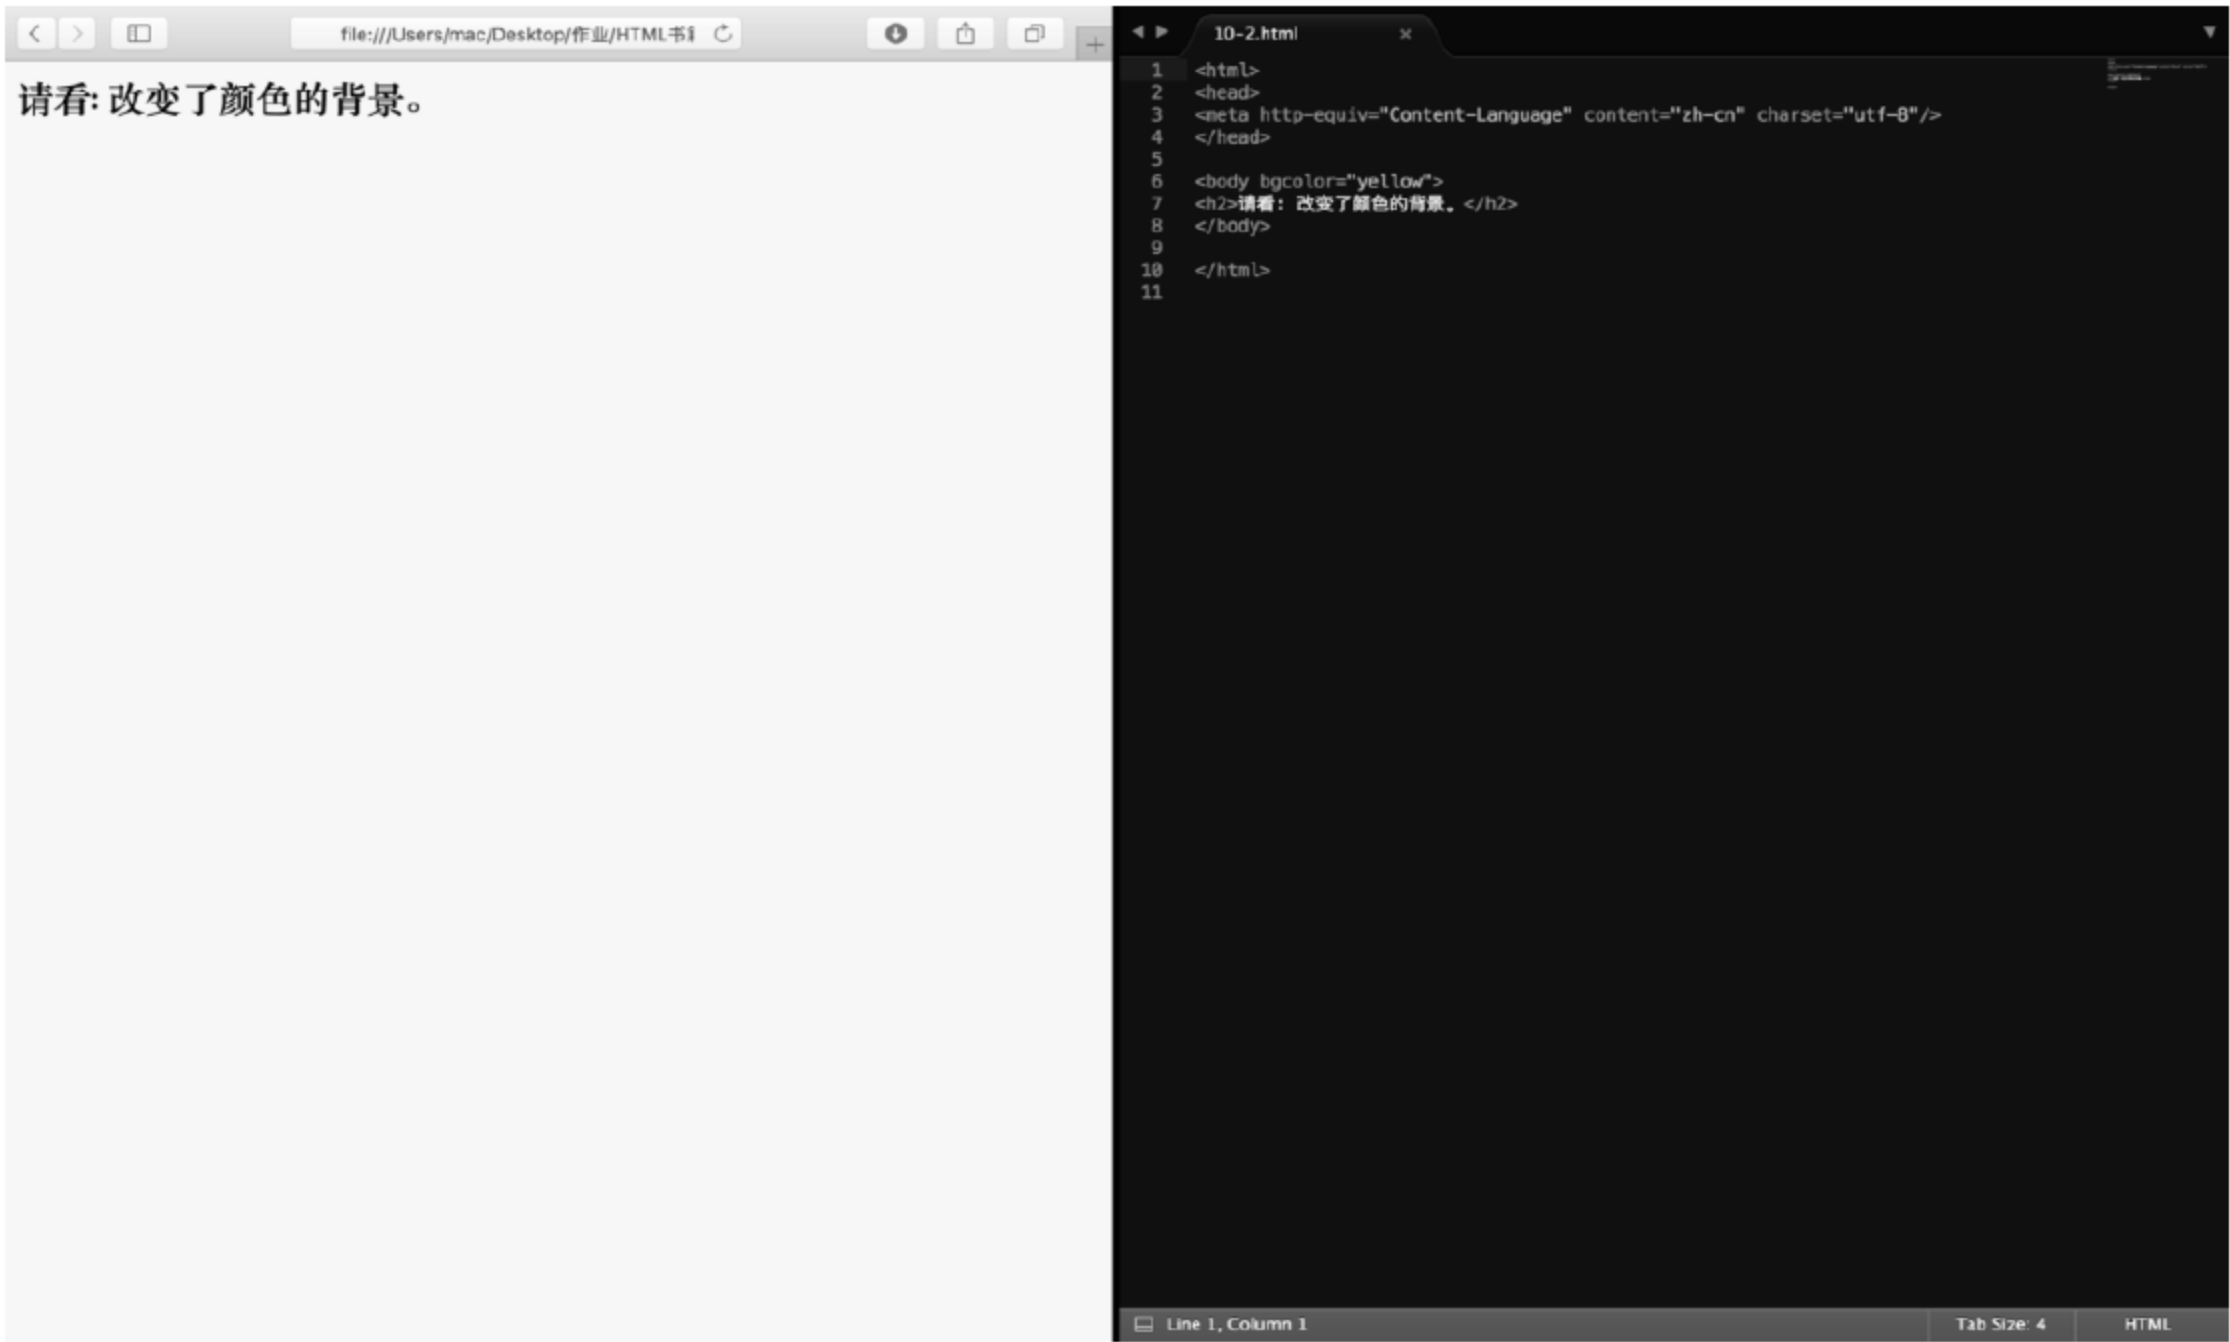 file:///Users/mac/Desktop/作业/HTML书
请看: 改变了颜色的背景。
10-2.html
1 <html>
2 <head>
3 <meta http-equiv="Content-Language" content="zh-cn" charset="utf-8"/>
4 </head>
5
6 <body bgcolor="yellow">
7 <h2>请看: 改变了颜色的背景。</h2>
8 </body>
9
10 </html>
11
Line 1, Column 1
Tab Size: 4
HTML